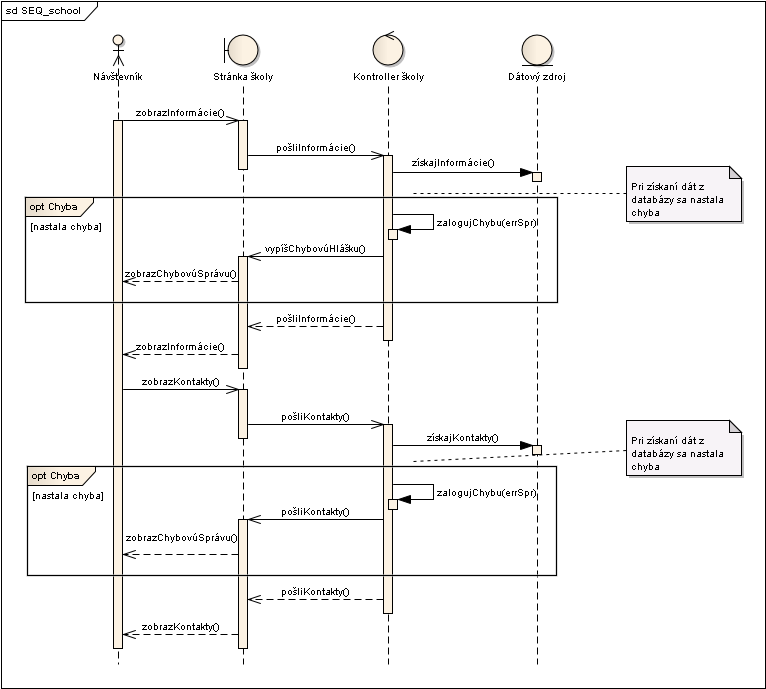 sd SEQ_school
Návštevník
Stránka školy
Kontroller školy
Dátový zdroj
zobrazInformácie()
pošliInformácie()
získajInformácie()
Pri získaní dát z
databázy sa nastala
chyba
opt Chyba
[nastala chyba]
zalogujChybu(errSpr)
vypíšChybovúHlášku()
zobrazChybovúSprávu()
pošliInformácie()
zobrazInformácie()
zobrazKontakty()
pošliKontakty()
získajKontakty()
Pri získaní dát z
databázy sa nastala
chyba
opt Chyba
[nastala chyba]
zalogujChybu(errSpr)
pošliKontakty()
zobrazChybovúSprávu()
pošliKontakty()
zobrazKontakty()